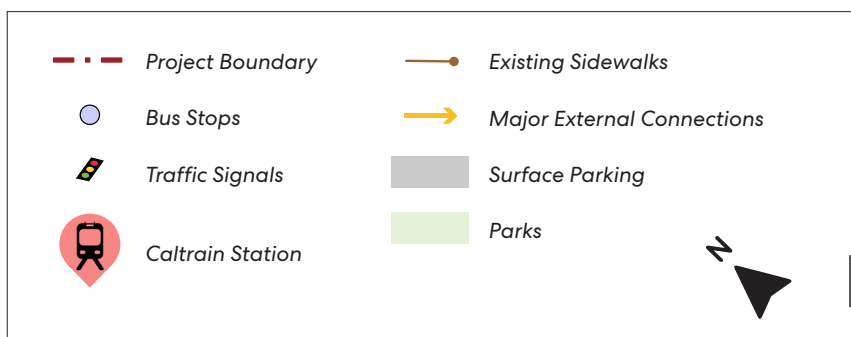 Project Boundary
Bus Stops
Traffic Signals
Caltrain Station
Existing Sidewalks
Major External Connections
Surface Parking
Parks
N